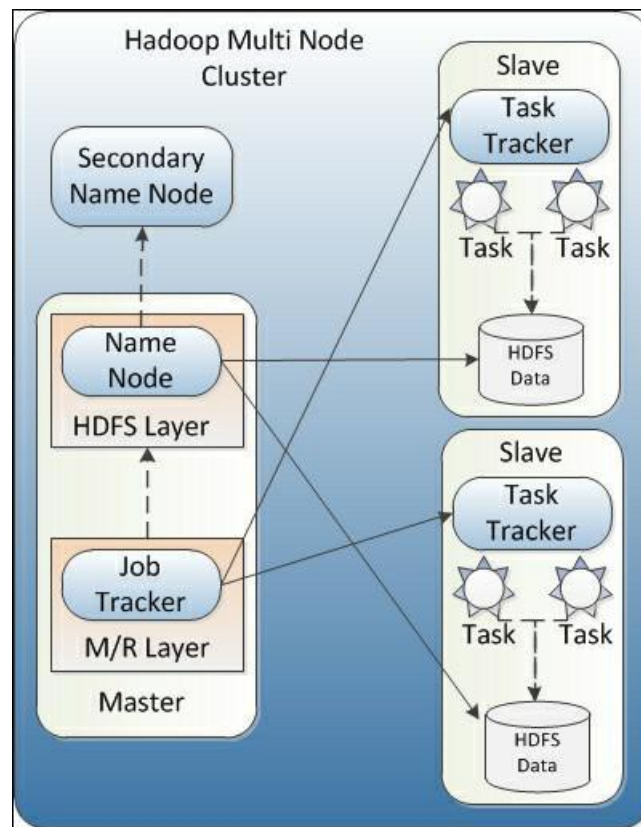 Hadoop Multi Node
Cluster
Secondary
Name Node
Name
Node
HDFS Layer
Job
Tracker
M/R Layer
Master
Slave
Task
Tracker
Task Task
HDFS
Data
Slave
Task
Tracker
Task Task
HDFS
Data